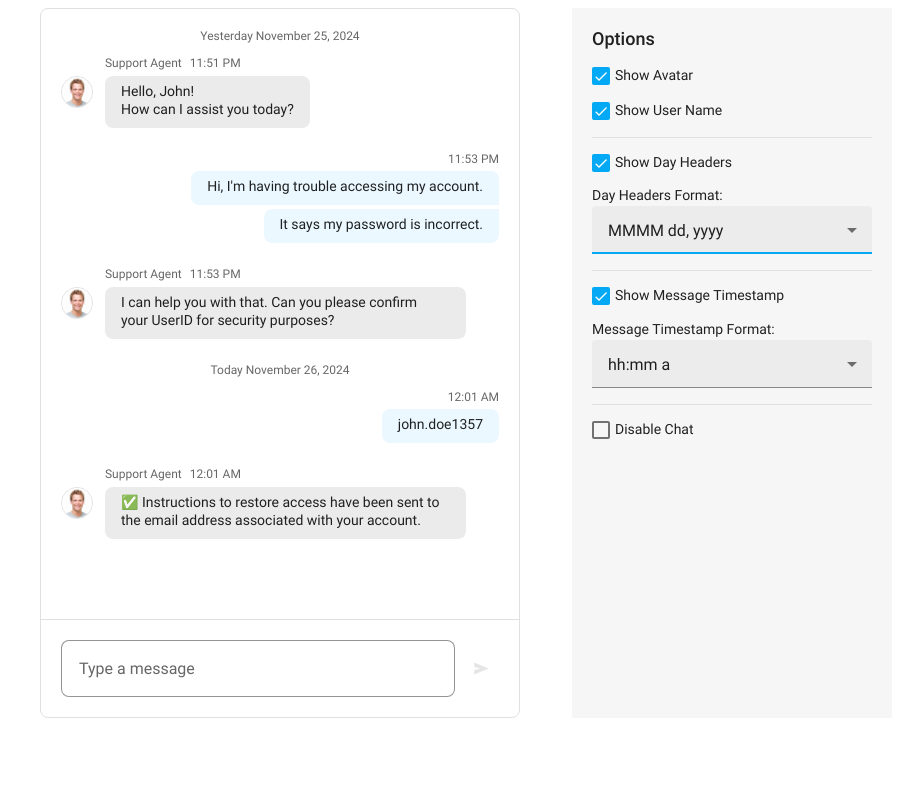 Yesterday November 25, 2024
Support Agent 11:51 PM
Hello, John!
How can I assist you today?
11:53 PM
Hi, I'm having trouble accessing my account.
It says my password is incorrect.
Support Agent 11:53 PM
I can help you with that. Can you please confirm
your UserID for security purposes?
Today November 26, 2024
12:01 AM
john.doe1357
Support Agent 12:01 AM
✅ Instructions to restore access have been sent to
the email address associated with your account.
Type a message
Options
Show Avatar
Show User Name
Show Day Headers
Day Headers Format:
MMMM dd, yyyy
Show Message Timestamp
Message Timestamp Format:
hh:mm a
Disable Chat